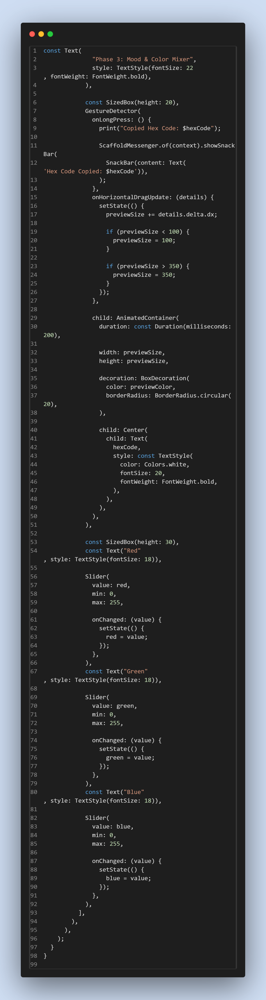 1 const Text(
2 "Phase 3: Mood & Color Mixer",
3 style: TextStyle(fontSize: 22
, fontWeight: FontWeight.bold),
4 ),
5
6 const SizedBox(height: 20),
7 GestureDetector(
8 onLongPress: () {
9 print("Copied Hex Code: $hexCode");
10
11 ScaffoldMessenger.of(context).showSnack
Bar(
12 SnackBar(content: Text(
'Hex Code Copied: $hexCode')),
13 );
14 },
15 onHorizontalDragUpdate: (details) {
16 setState(() {
17 previewSize += details.delta.dx;
18
19 if (previewSize < 100) {
20 previewSize = 100;
21 }
22
23 if (previewSize > 350) {
24 previewSize = 350;
25 }
26 });
27 },
28
29 child: AnimatedContainer(
30 duration: const Duration(milliseconds:
200),
31
32 width: previewSize,
33 height: previewSize,
34
35 decoration: BoxDecoration(
36 color: previewColor,
37 borderRadius: BorderRadius.circular(
20),
38 ),
39
40 child: Center(
41 child: Text(
42 hexCode,
43 style: const TextStyle(
44 color: Colors.white,
45 fontSize: 20,
46 fontWeight: FontWeight.bold,
47 ),
48 ),
49 ),
50 ),
51 ),
52
53 const SizedBox(height: 30),
54 const Text("Red"
, style: TextStyle(fontSize: 18)),
55
56 Slider(
57 value: red,
58 min: 0,
59 max: 255,
60
61 onChanged: (value) {
62 setState(() {
63 red = value;
64 });
65 },
66 ),
67 const Text("Green"
, style: TextStyle(fontSize: 18)),
68
69 Slider(
70 value: green,
71 min: 0,
72 max: 255,
73
74 onChanged: (value) {
75 setState(() {
76 green = value;
77 });
78 },
79 ),
80 const Text("Blue"
, style: TextStyle(fontSize: 18)),
81
82 Slider(
83 value: blue,
84 min: 0,
85 max: 255,
86
87 onChanged: (value) {
88 setState(() {
89 blue = value;
90 });
91 },
92 ),
93 ],
94 ),
95 ),
96 );
97 }
98 }
99